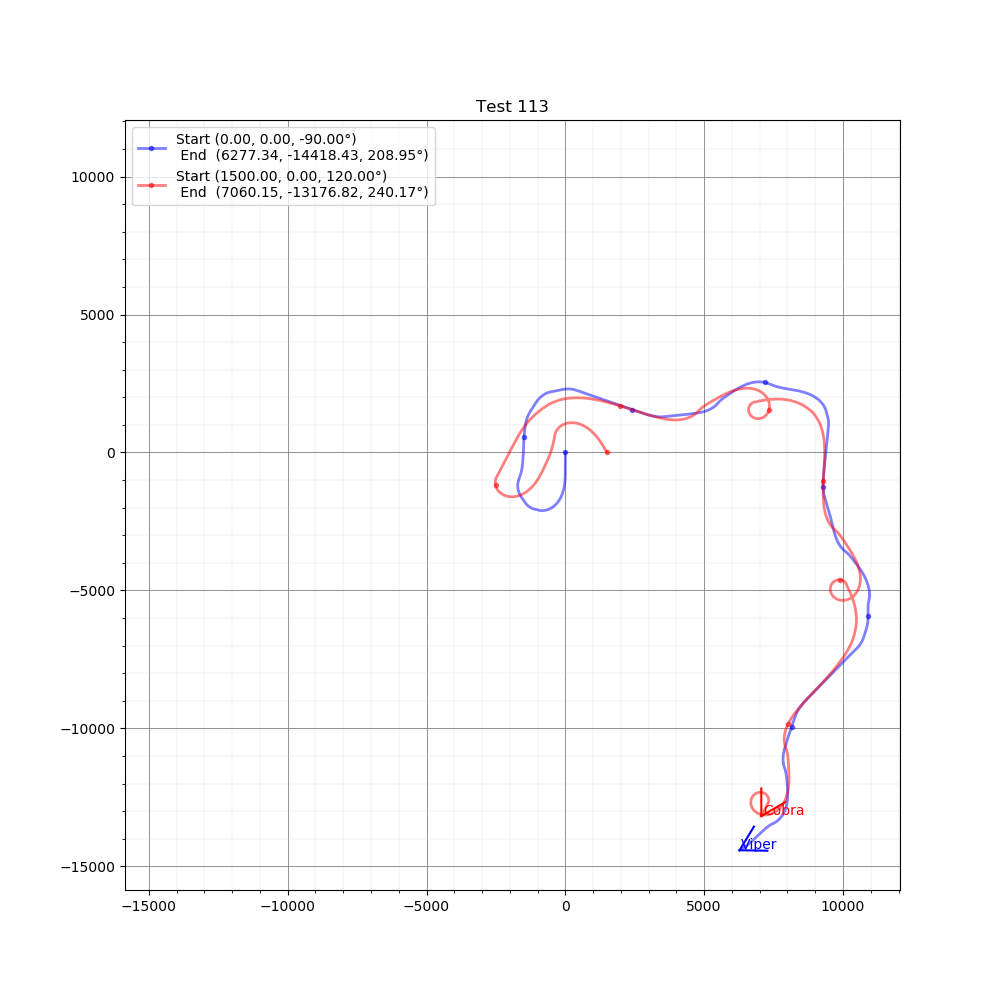 Test 113
Start (0.00, 0.00, -90.00°)
End (6277.34, -14418.43, 208.95°)
Start (1500.00, 0.00, 120.00°)
End (7060.15, -13176.82, 240.17°)
10000
5000
0
−5000
−10000
−15000
Cobra
Viper
−15000 −10000 −5000 0 5000 10000